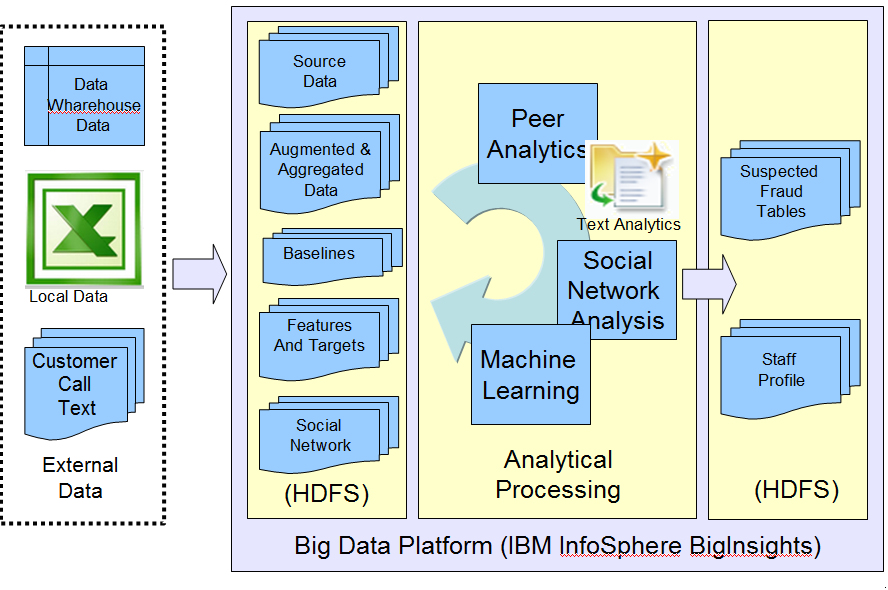 Data
Wharehouse
Data
Local Data
Customer
Call
Text
External
Data
Source
Data
Augmented &
Aggregated
Data
Baselines
Features
And Targets
Social
Network
(HDFS)
Peer
Analytics
Text Analytics
Social
Network
Analysis
Machine
Learning
Analytical
Processing
Suspected
Fraud
Tables
Staff
Profile
(HDFS)
Big Data Platform (IBM InfoSphere BigInsights)